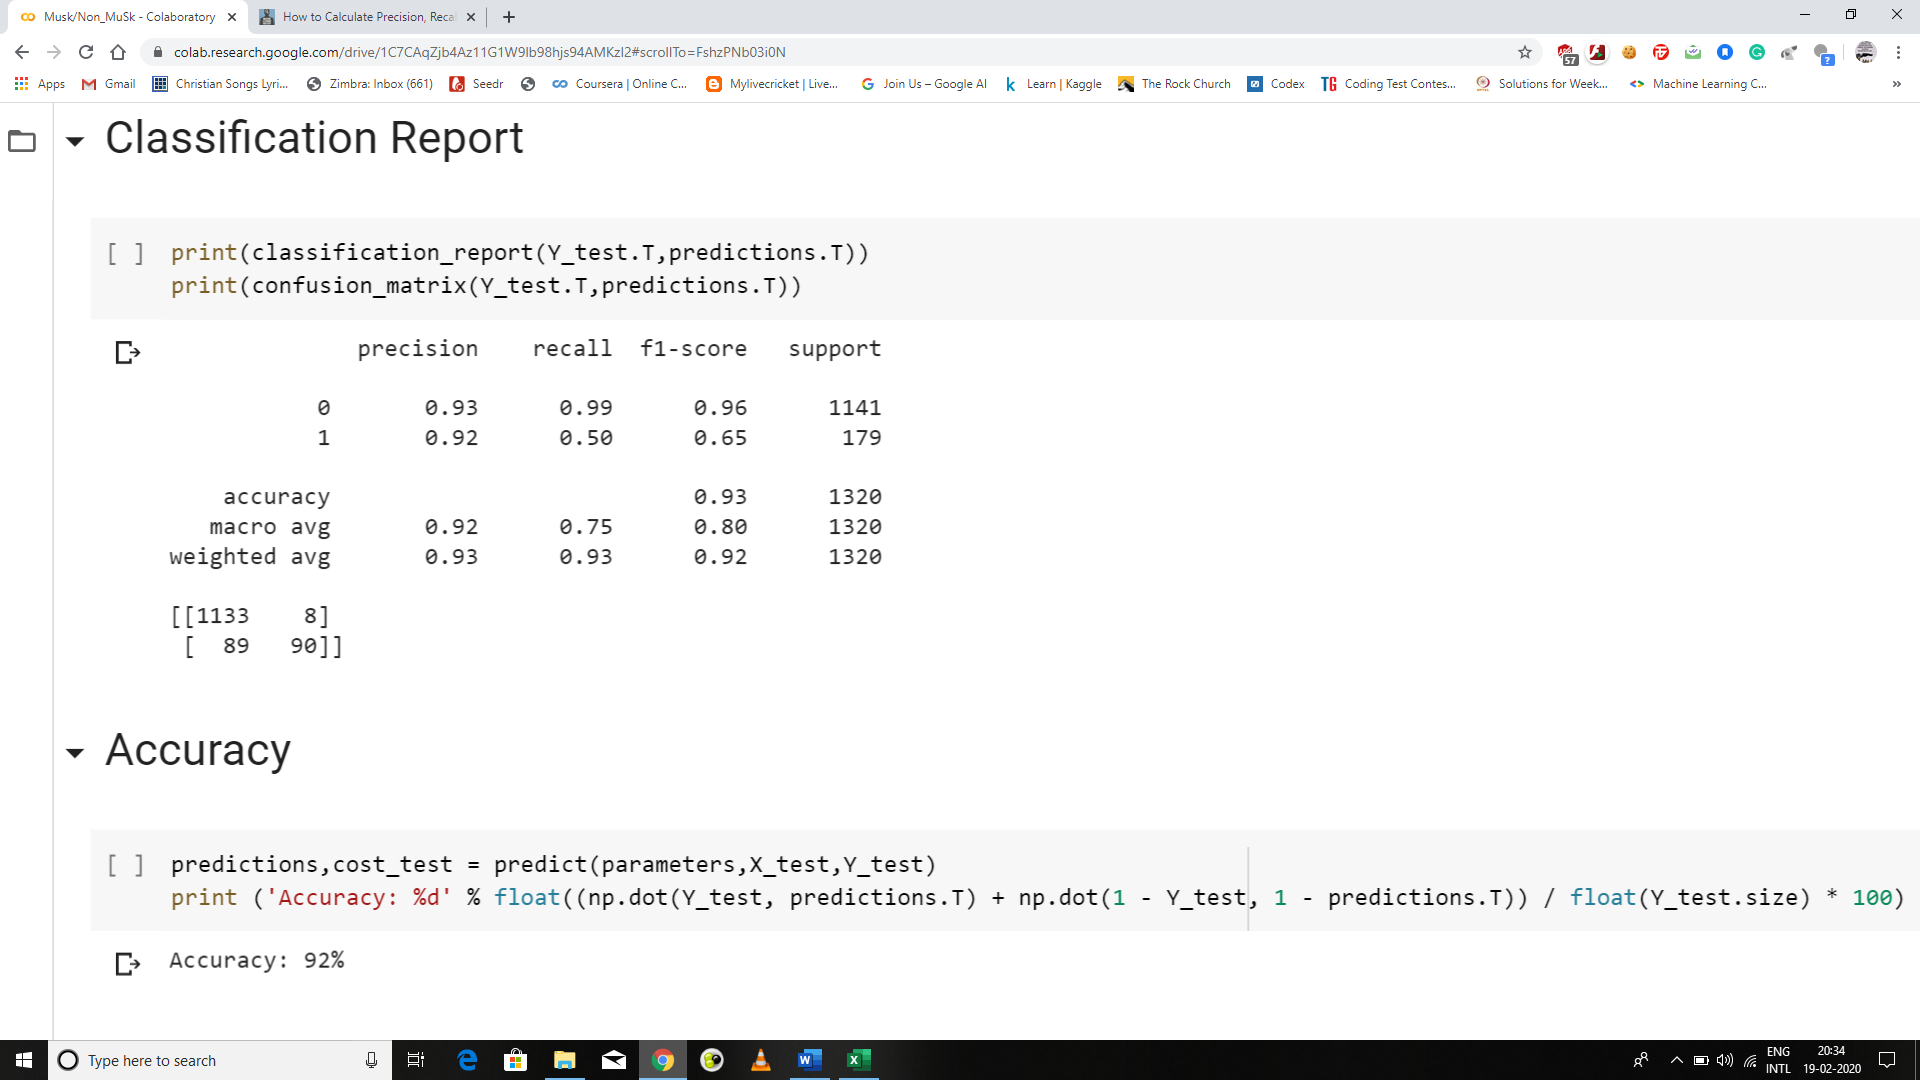 Musk/Non_MuSk - Colaboratory
How to Calculate Precision, Reca
colab.research.google.com/drive/1C7CAqZjb4Az11G1W9lb98hjs94AMKzI2#scrollTo=FshzPNb03i0N
57
?
Apps Gmail Christian Songs Lyri... Zimbra: Inbox (661) Seedr Coursera | Online C... Mylivecricket | Live... Join Us – Google AI Learn | Kaggle The Rock Church Codex TG Coding Test Contes... Solutions for Week... Machine Learning C... »
Classification Report
[ ] print(classification_report(Y_test.T,predictions.T))
print(confusion_matrix(Y_test.T,predictions.T))
precision recall f1-score support
0 0.93 0.99 0.96 1141
1 0.92 0.50 0.65 179
accuracy 0.93 1320
macro avg 0.92 0.75 0.80 1320
weighted avg 0.93 0.93 0.92 1320
[[1133 8]
[ 89 90]]
Accuracy
[ ] predictions,cost_test = predict(parameters,X_test,Y_test)
print ('Accuracy: %d' % float((np.dot(Y_test, predictions.T) + np.dot(1 - Y_test, 1 - predictions.T)) / float(Y_test.size) * 100)
Accuracy: 92%
Type here to search
ENG
INTL
20:34
19-02-2020